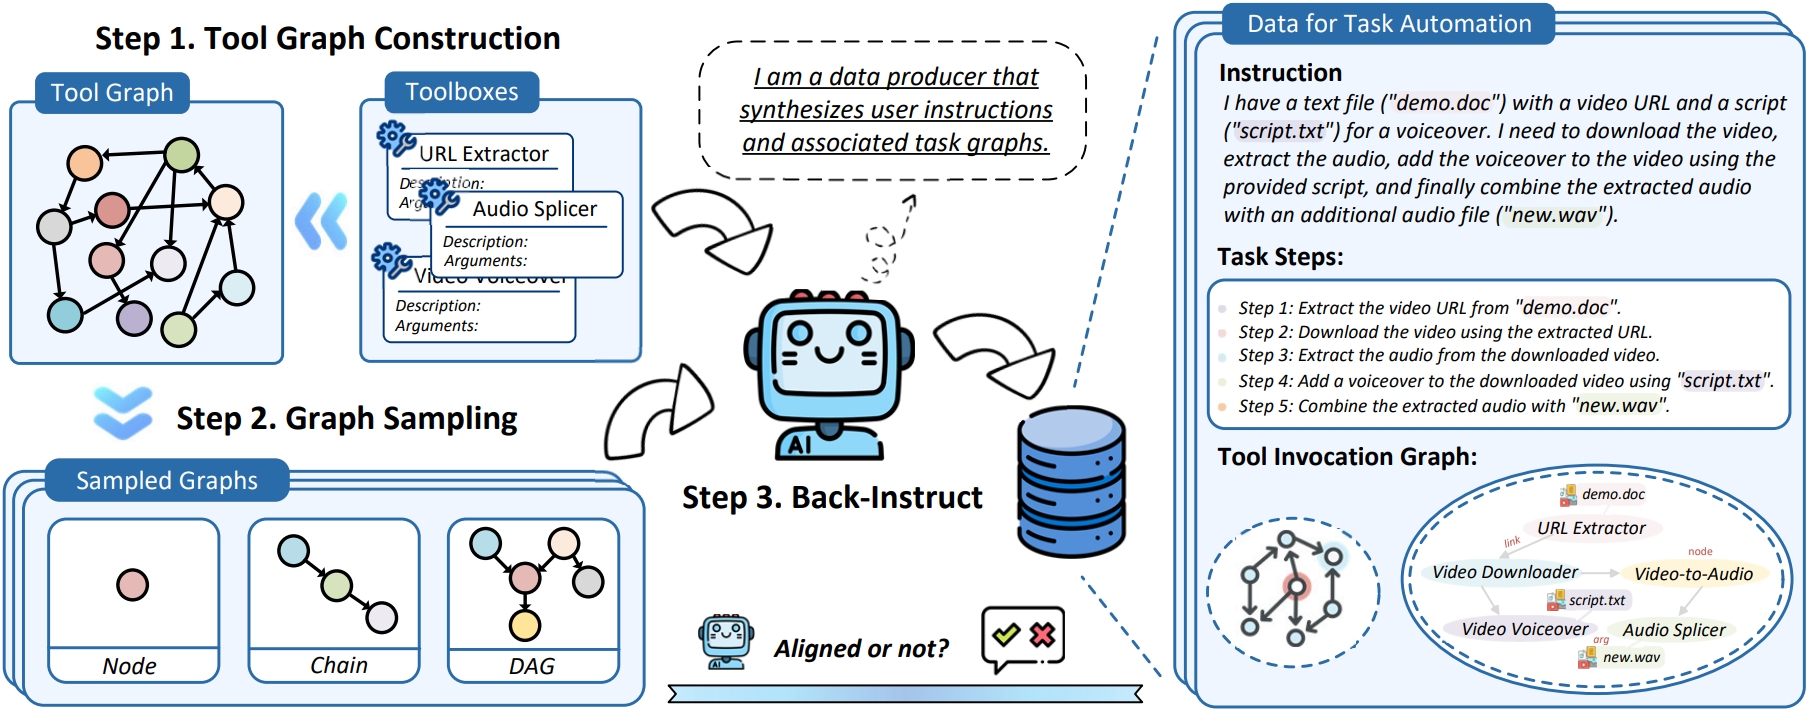 Step 1. Tool Graph Construction
Tool Graph
Toolboxes
URL Extractor
Description:
Audio Splicer
Description:
Arguments:
Video Voiceover
Description:
Arguments:
Step 2. Graph Sampling
Sampled Graphs
Node
Chain
DAG
I am a data producer that
synthesizes user instructions
and associated task graphs.
AI
Step 3. Back-Instruct
AI
Aligned or not?
Data for Task Automation
Instruction
I have a text file ("demo.doc") with a video URL and a script
("script.txt") for a voiceover. I need to download the video,
extract the audio, add the voiceover to the video using the
provided script, and finally combine the extracted audio
with an additional audio file ("new.wav").
Task Steps:
Step 1: Extract the video URL from "demo.doc".
Step 2: Download the video using the extracted URL.
Step 3: Extract the audio from the downloaded video.
Step 4: Add a voiceover to the downloaded video using "script.txt".
Step 5: Combine the extracted audio with "new.wav".
Tool Invocation Graph:
demo.doc
URL Extractor
link
node
Video Downloader
Video-to-Audio
script.txt
Video Voiceover
Audio Splicer
arg
new.wav